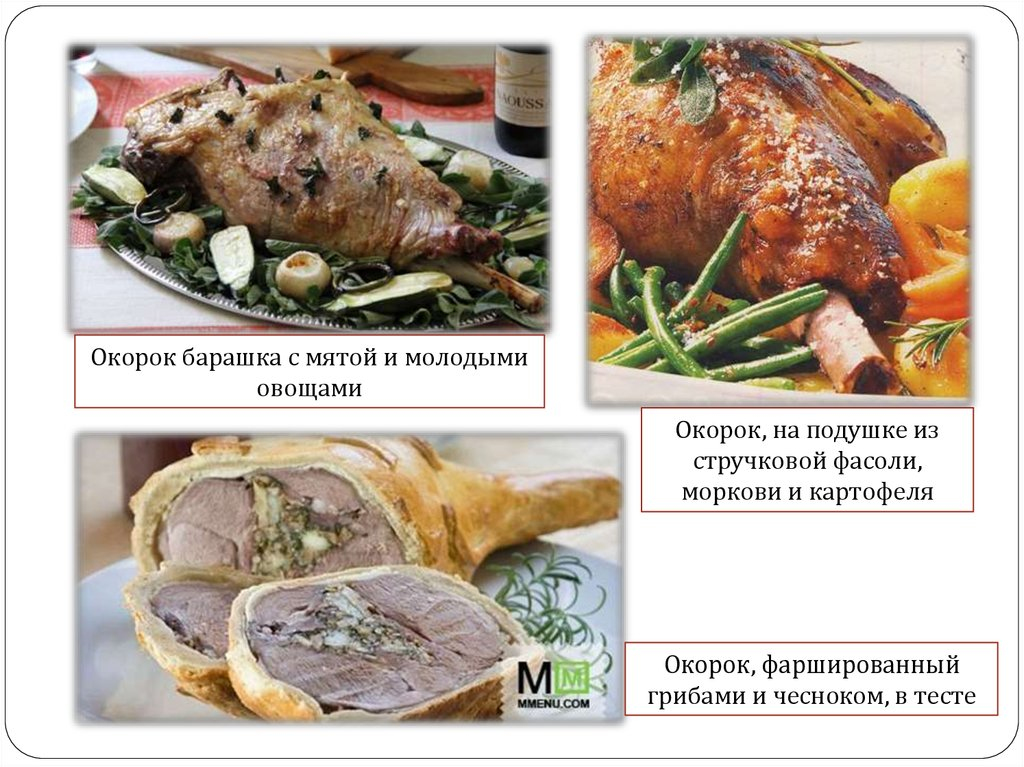 AOUSS
Окорок барашка с мятой и молодыми
овощами
Окорок, на подушке из
стручковой фасоли,
моркови и картофеля
M M
MMENU.COM
Окорок, фаршированный
грибами и чесноком, в тесте